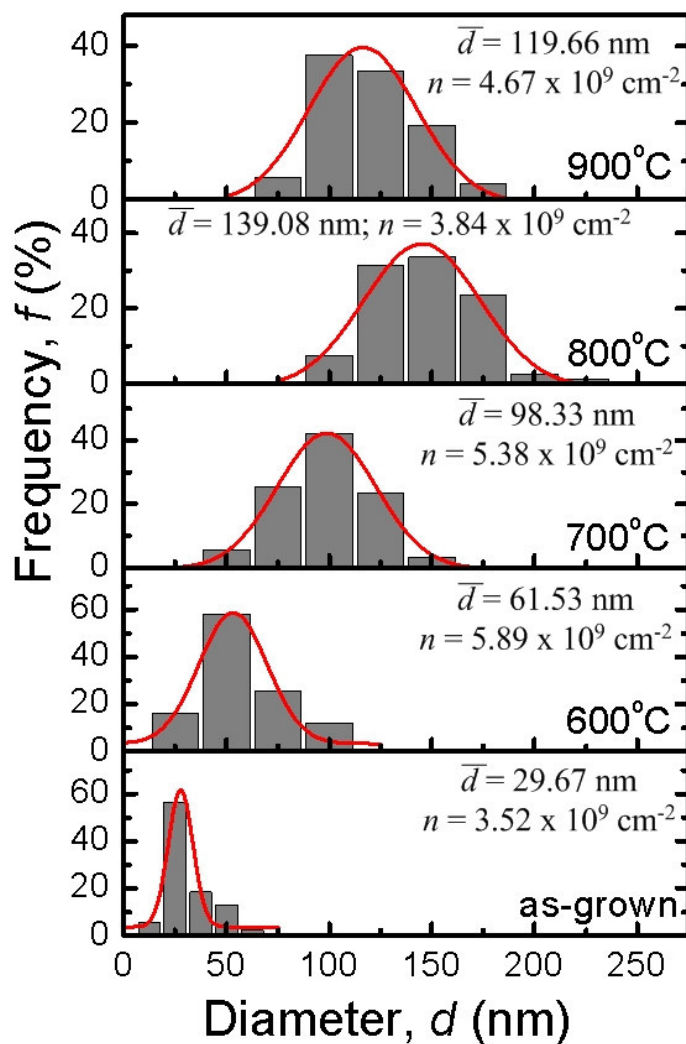 Frequency, f (%)
40
20
0
d̅ = 119.66 nm
n = 4.67 x 10⁹ cm⁻²
900°C
40
20
0
d̅ = 139.08 nm; n = 3.84 x 10⁹ cm⁻²
800°C
40
20
0
d̅ = 98.33 nm
n = 5.38 x 10⁹ cm⁻²
700°C
60
40
20
0
d̅ = 61.53 nm
n = 5.89 x 10⁹ cm⁻²
600°C
60
40
20
0
d̅ = 29.67 nm
n = 3.52 x 10⁹ cm⁻²
as-grown
0 50 100 150 200 250
Diameter, d (nm)